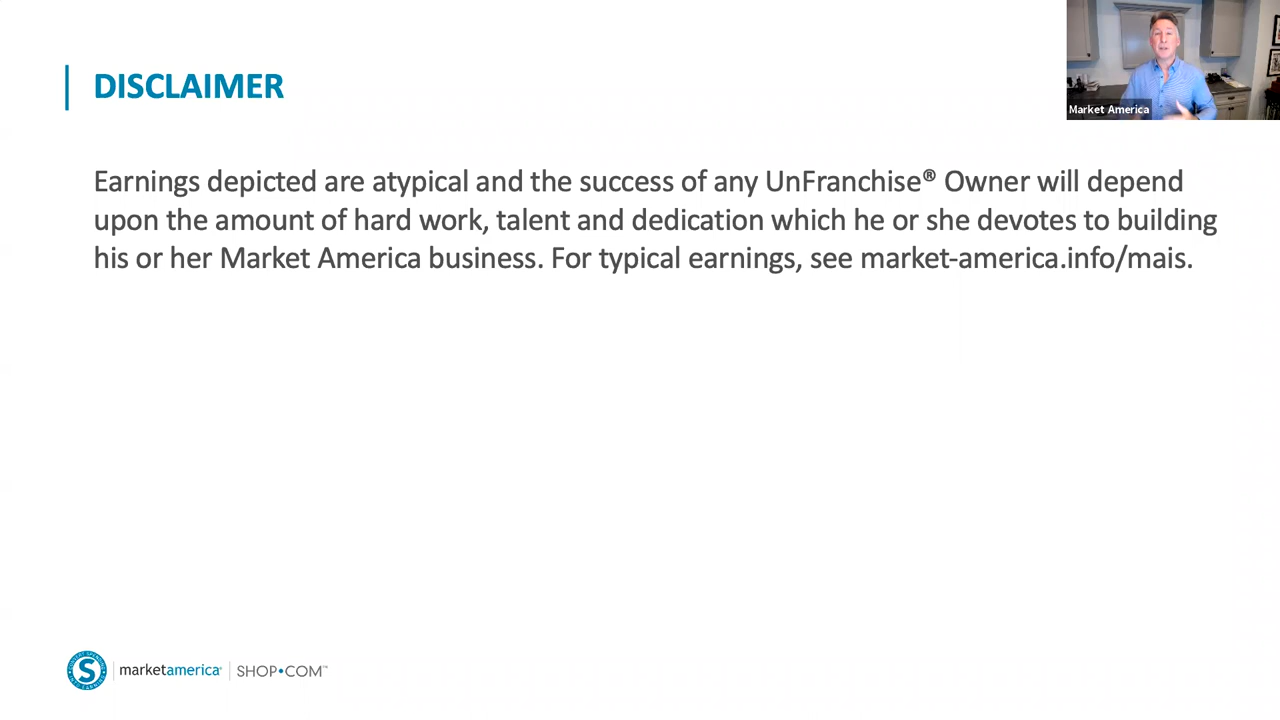 DISCLAIMER
Market America
Earnings depicted are atypical and the success of any UnFranchise® Owner will depend
upon the amount of hard work, talent and dedication which he or she devotes to building
his or her Market America business. For typical earnings, see market-america.info/mais.
S
marketamerica®
SHOP•COM™